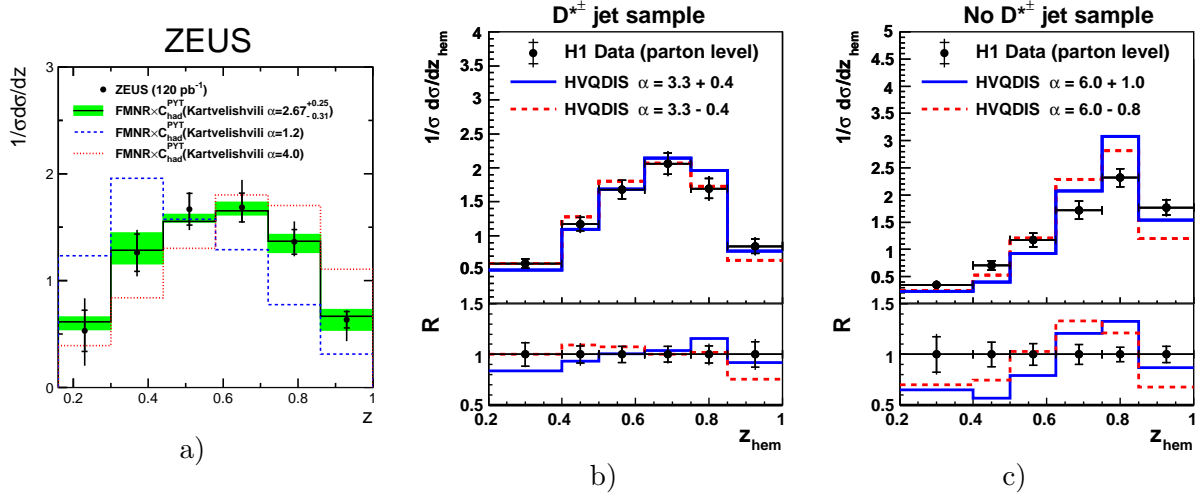 ZEUS
1/σdσ/dz
3
2
1
0
ZEUS (120 pb⁻¹)
FMNR×C_had^PYT(Kartvelishvili α=2.67 +0.25 -0.31)
FMNR×C_had^PYT(Kartvelishvili α=1.2)
FMNR×C_had^PYT(Kartvelishvili α=4.0)
0.2 0.4 0.6 0.8 1
z
a)
D*± jet sample
1/σ dσ/dz_hem
4
3.5
3
2.5
2
1.5
1
0.5
H1 Data (parton level)
HVQDIS α = 3.3 + 0.4
HVQDIS α = 3.3 - 0.4
R
1.5
1
0.5
0.2 0.4 0.6 0.8 1
z_hem
b)
No D*± jet sample
1/σ dσ/dz_hem
5
4.5
4
3.5
3
2.5
2
1.5
1
0.5
H1 Data (parton level)
HVQDIS α = 6.0 + 1.0
HVQDIS α = 6.0 - 0.8
R
1.5
1
0.5
0.2 0.4 0.6 0.8 1
z_hem
c)